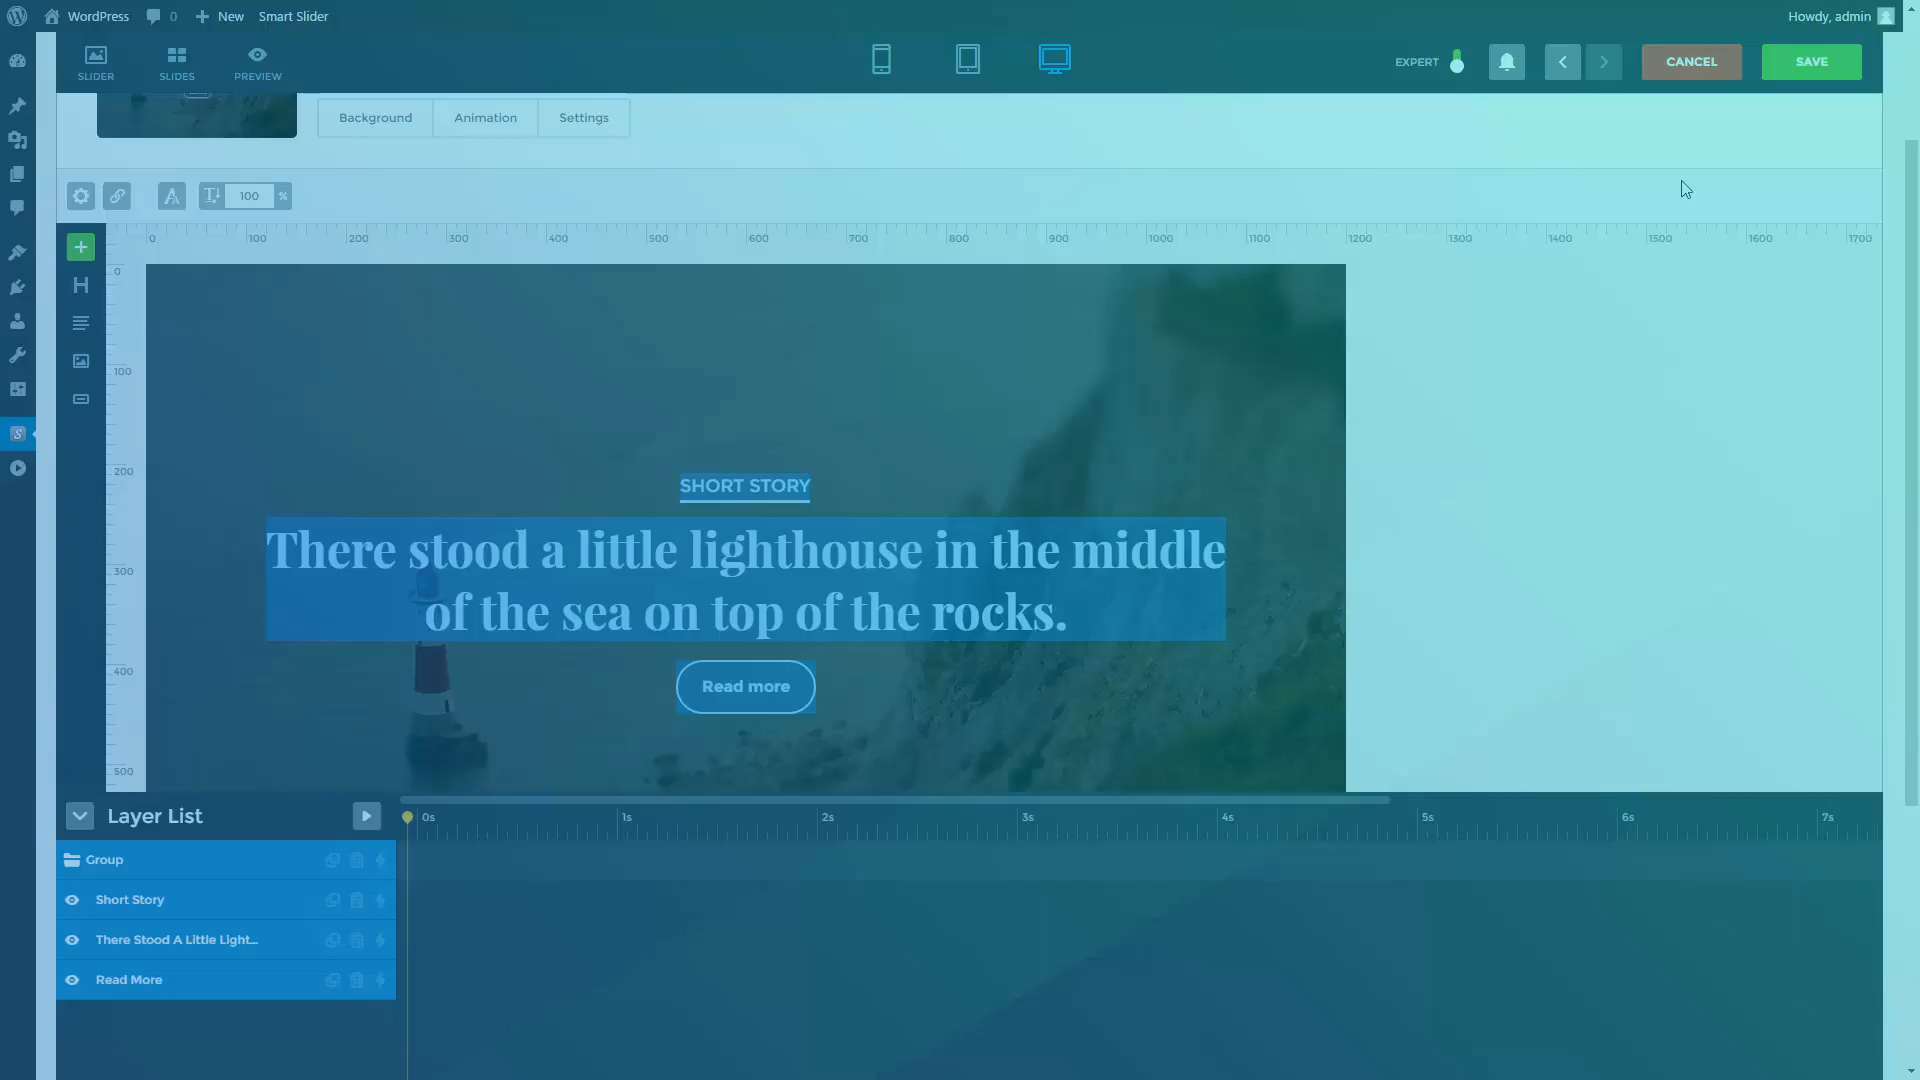 WordPress 0 New Smart Slider Howdy, admin
SLIDER SLIDES PREVIEW EXPERT CANCEL SAVE
Background Animation Settings
100 %
0 100 200 300 400 500 600 700 800 900 1000 1100 1200 1300 1400 1500 1600 1700
0
100
200
300
400
500
SHORT STORY
There stood a little lighthouse in the middle
of the sea on top of the rocks.
Read more
Layer List 0s 1s 2s 3s 4s 5s 6s 7s
Group
Short Story
There Stood A Little Light...
Read More